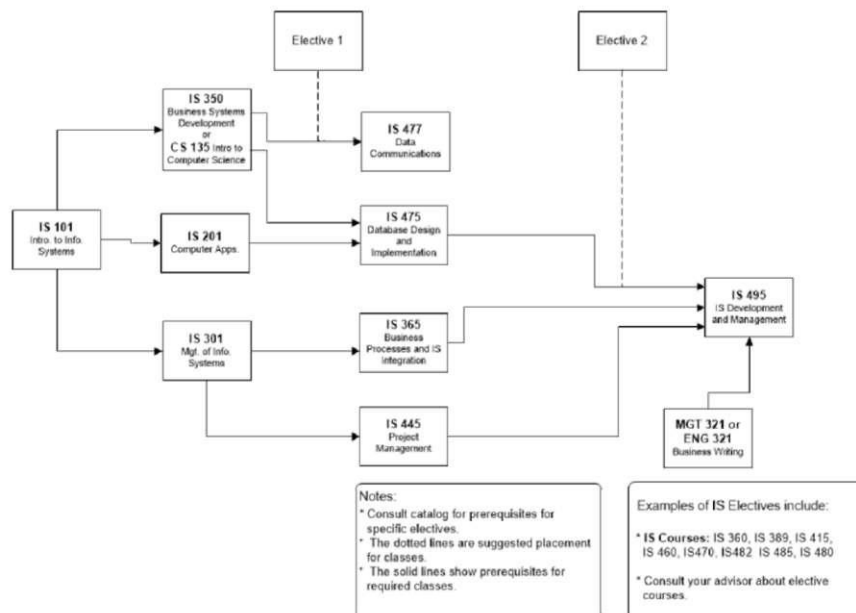 Elective 1
Elective 2
IS 350
Business Systems
Development
or
CS 135 Intro to
Computer Science
IS 477
Data
Communications
IS 101
Intro. to Info.
Systems
IS 201
Computer Apps.
IS 475
Database Design
and
Implementation
IS 495
IS Development
and Management
IS 301
Mgt. of Info.
Systems
IS 365
Business
Processes and IS
Integration
IS 445
Project
Management
MGT 321 or
ENG 321
Business Writing
Notes:
* Consult catalog for prerequisites for
specific electives.
* The dotted lines are suggested placement
for classes.
* The solid lines show prerequisites for
required classes.
Examples of IS Electives include:
* IS Courses: IS 360, IS 389, IS 415,
IS 460, IS470, IS482 IS 485, IS 480
* Consult your advisor about elective
courses.